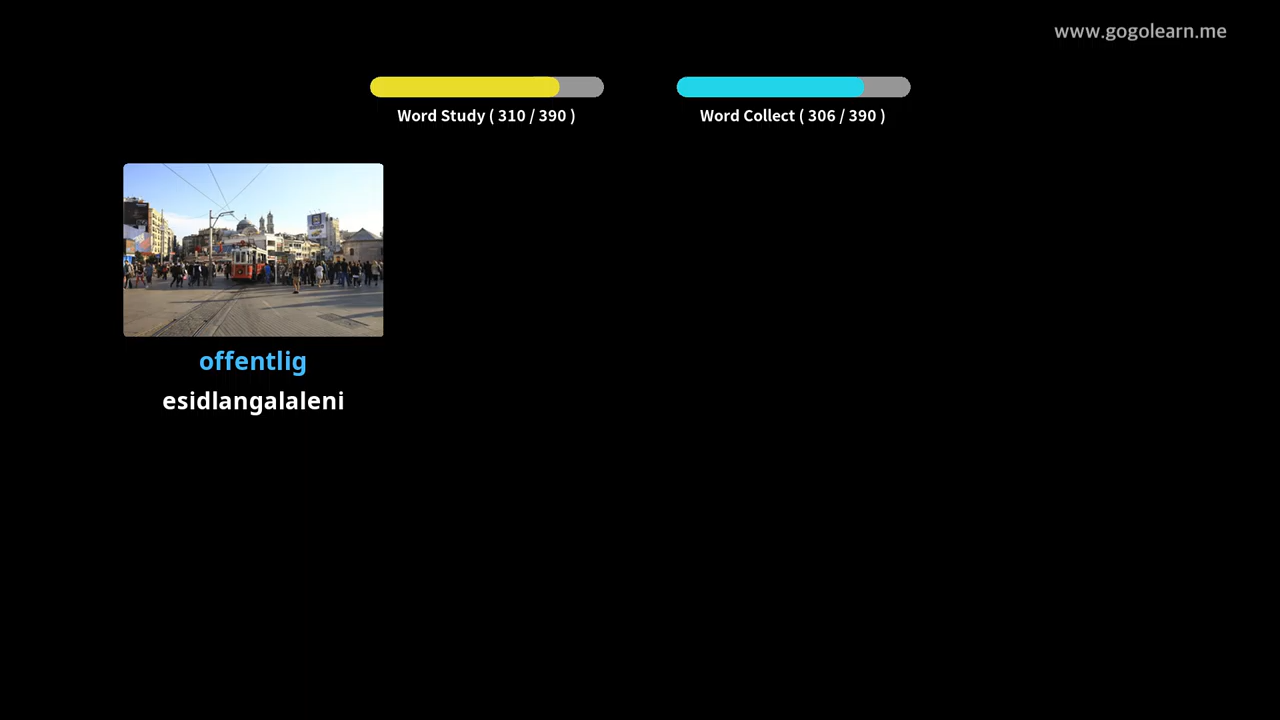 www.gogolearn.me
Word Study ( 310 / 390 )
Word Collect ( 306 / 390 )
offentlig
esidlangalaleni